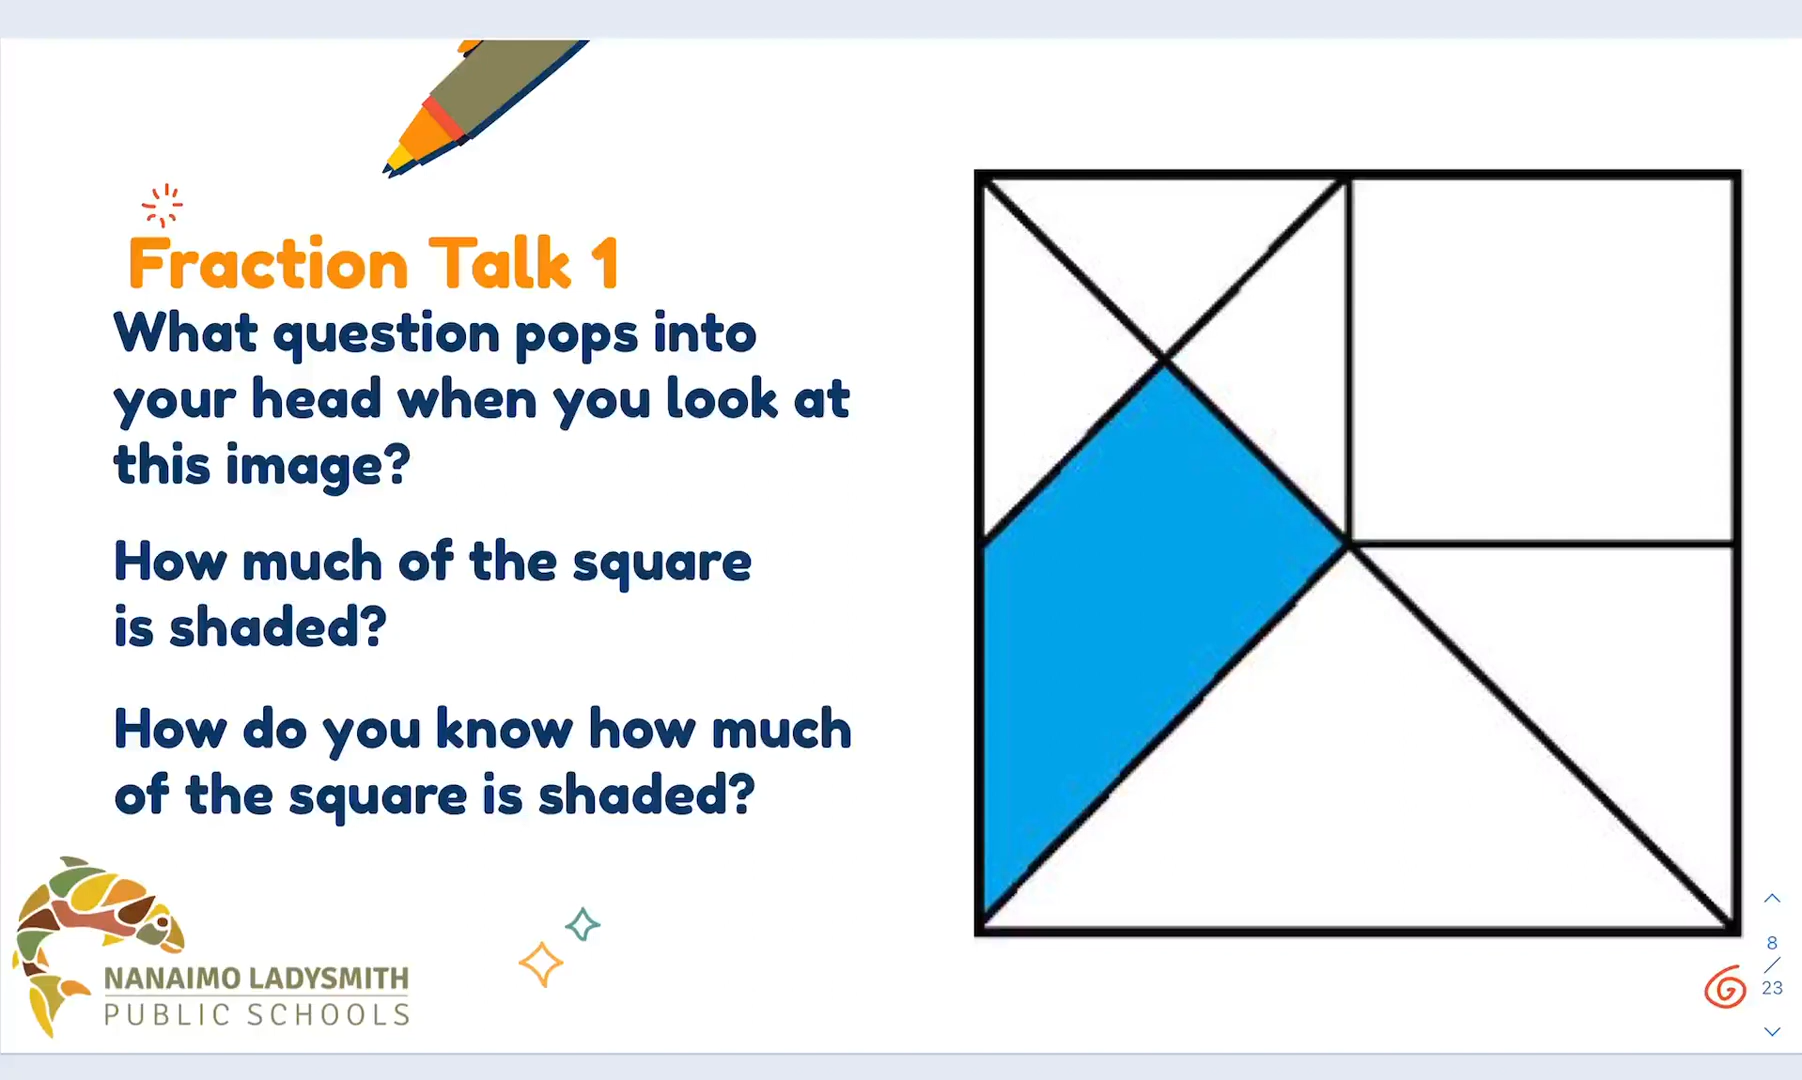 Fraction Talk 1
What question pops into
your head when you look at
this image?
How much of the square
is shaded?
How do you know how much
of the square is shaded?
NANAIMO LADYSMITH
PUBLIC SCHOOLS
8
/
23